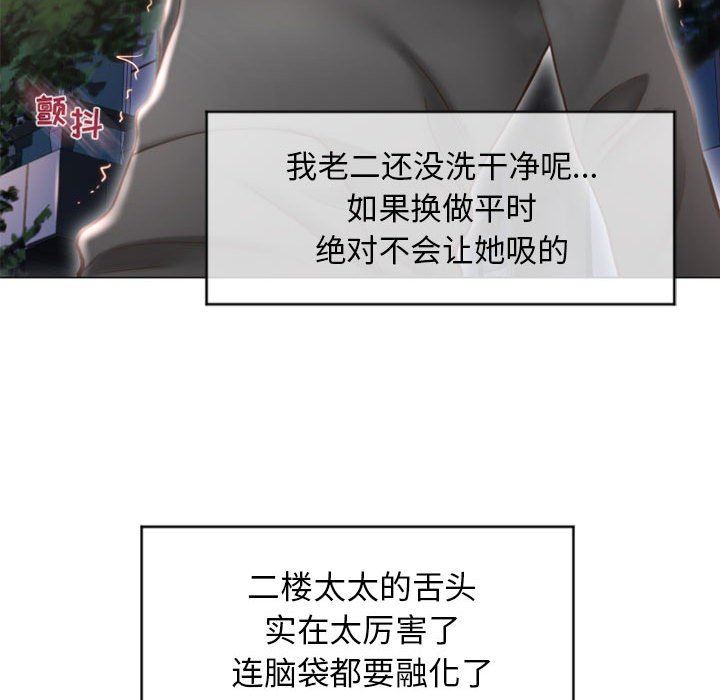 颤抖
我老二还没洗干净呢...
如果换做平时
绝对不会让她吸的
二楼太太的舌头
实在太厉害了
连脑袋都要融化了